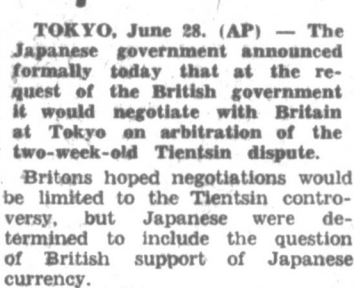 TOKYO, June 28. (AP) — The
Japanese government announced
formally today that at the re-
quest of the British government
it would negotiate with Britain
at Tokyo on arbitration of the
two-week-old Tientsin dispute.
Britons hoped negotiations would
be limited to the Tientsin contro-
versy, but Japanese were de-
termined to include the question
of British support of Japanese
currency.